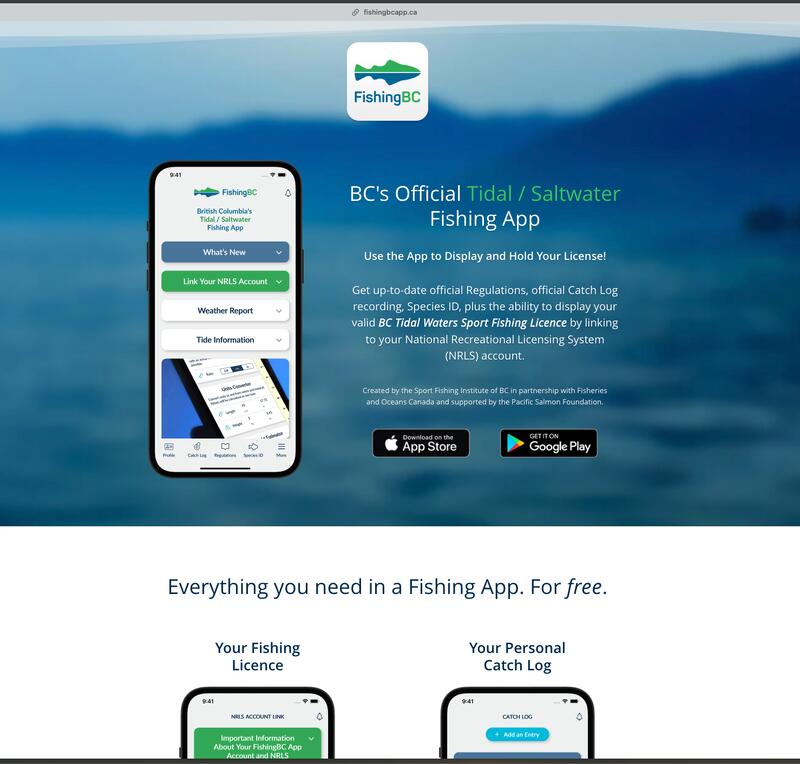 fishingbcapp.ca
FishingBC
9:41
FishingBC
British Columbia's
Tidal / Saltwater
Fishing App
What's New
Link Your NRLS Account
Weather Report
Tide Information
Units Converter
Length
Weight
Profile
Catch Log
Regulations
Species ID
More
BC's Official Tidal / Saltwater
Fishing App
Use the App to Display and Hold Your License!
Get up-to-date official Regulations, official Catch Log
recording, Species ID, plus the ability to display your
valid BC Tidal Waters Sport Fishing Licence by linking
to your National Recreational Licensing System
(NRLS) account.
Created by the Sport Fishing Institute of BC in partnership with Fisheries
and Oceans Canada and supported by the Pacific Salmon Foundation.
Download on the
App Store
GET IT ON
Google Play
Everything you need in a Fishing App. For free.
Your Fishing
Licence
9:41
NRLS ACCOUNT LINK
Important Information
About Your FishingBC App
Account and NRLS
Your Personal
Catch Log
9:41
CATCH LOG
+ Add an Entry